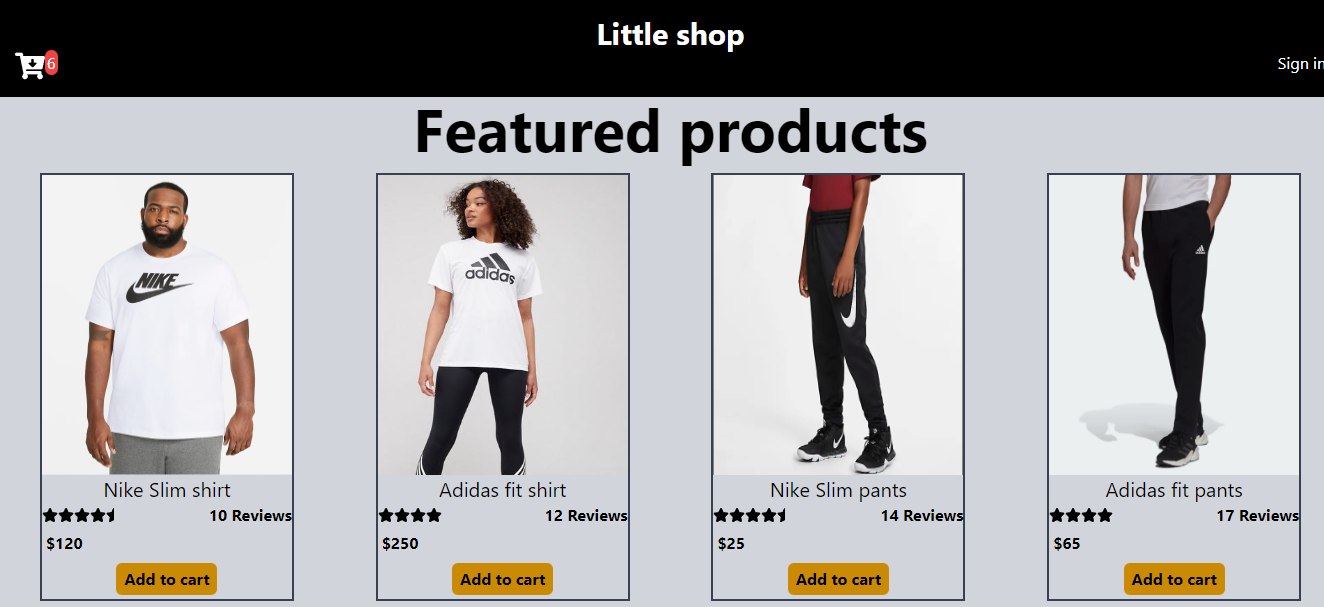 Little shop
6
Sign in
Featured products
NIKE
adidas
Nike Slim shirt
10 Reviews
$120
Add to cart
Adidas fit shirt
12 Reviews
$250
Add to cart
Nike Slim pants
14 Reviews
$25
Add to cart
Adidas fit pants
17 Reviews
$65
Add to cart